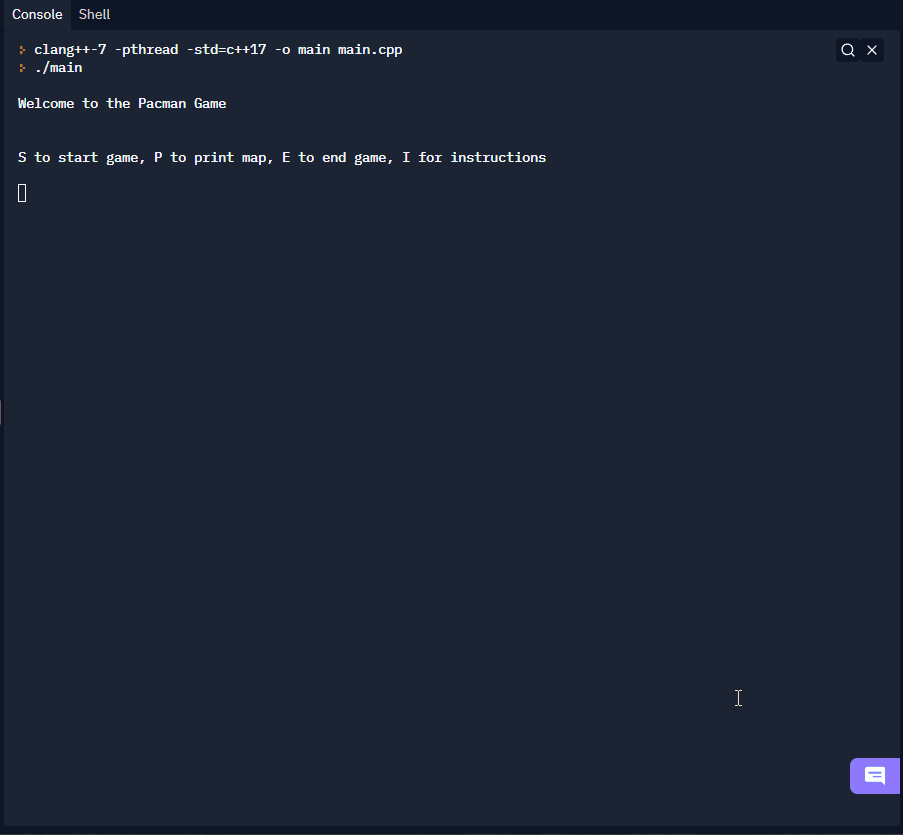 Console Shell
> clang++-7 -pthread -std=c++17 -o main main.cpp
> ./main
Welcome to the Pacman Game
S to start game, P to print map, E to end game, I for instructions